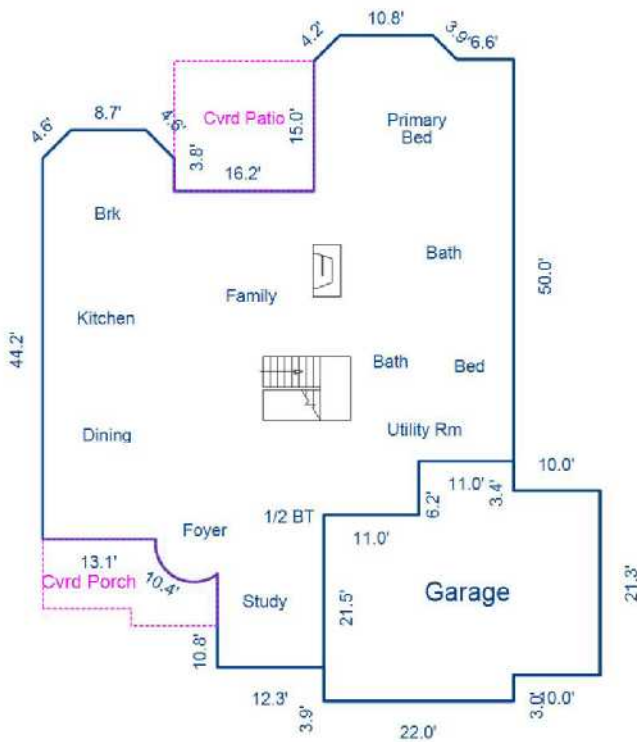 10.8'
4.2'
3.9'
6.6'
8.7'
4.6'
4.6'
Cvrd Patio
15.0'
Primary
Bed
3.8'
16.2'
Brk
Bath
50.0'
Family
Kitchen
44.2'
Bath
Bed
Dining
Utility Rm
11.0'
3.4'
10.0'
6.2'
1/2 BT
Foyer
11.0'
13.1'
Cvrd Porch
10.4'
Study
21.5'
Garage
21.3'
10.8'
12.3'
3.9'
22.0'
3.0'
10.0'